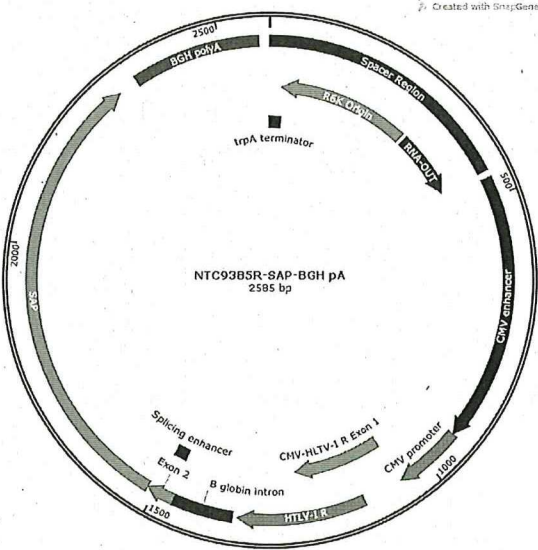 Created with SnapGene
2500
BGH polyA
Spacer Region
R6K Origin
trpA terminator
RNA-OUT
500
2000
NTC9385R-SAP-BGH pA
2585 bp
CMV enhancer
SAP
Splicing enhancer
CMV-HLTV-I R Exon 1
CMV promoter
Exon 2
B globin intron
1000
1500
HTLV-I R